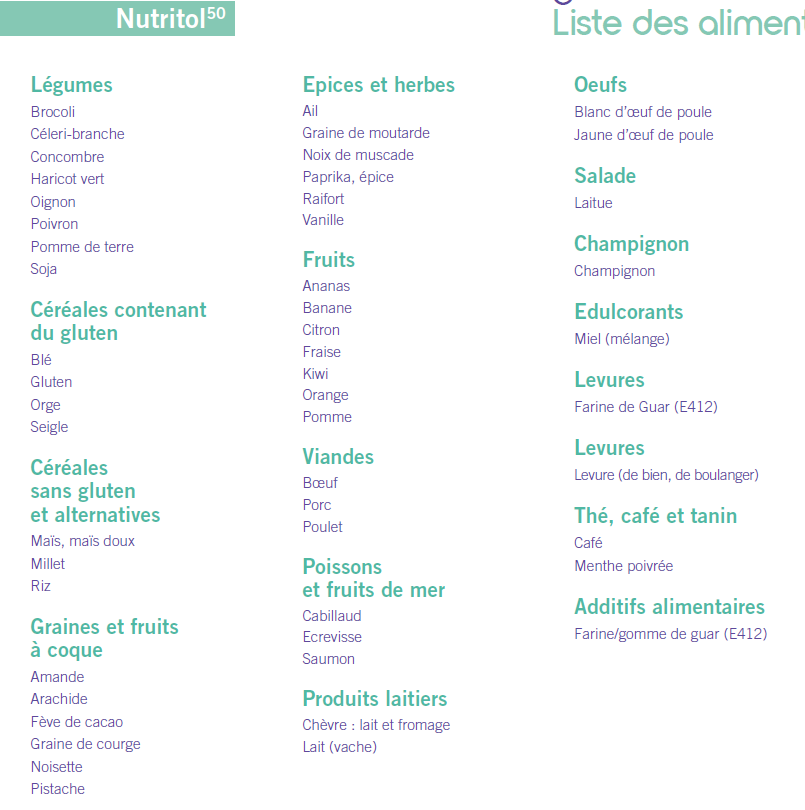 Nutritol50
Liste des aliment
Légumes
Brocoli
Céleri-branche
Concombre
Haricot vert
Oignon
Poivron
Pomme de terre
Soja
Céréales contenant
du gluten
Blé
Gluten
Orge
Seigle
Céréales
sans gluten
et alternatives
Maïs, maïs doux
Millet
Riz
Graines et fruits
à coque
Amande
Arachide
Fève de cacao
Graine de courge
Noisette
Pistache
Epices et herbes
Ail
Graine de moutarde
Noix de muscade
Paprika, épice
Raifort
Vanille
Fruits
Ananas
Banane
Citron
Fraise
Kiwi
Orange
Pomme
Viandes
Bœuf
Porc
Poulet
Poissons
et fruits de mer
Cabillaud
Ecrevisse
Saumon
Produits laitiers
Chèvre : lait et fromage
Lait (vache)
Oeufs
Blanc d’œuf de poule
Jaune d’œuf de poule
Salade
Laitue
Champignon
Champignon
Edulcorants
Miel (mélange)
Levures
Farine de Guar (E412)
Levures
Levure (de bien, de boulanger)
Thé, café et tanin
Café
Menthe poivrée
Additifs alimentaires
Farine/gomme de guar (E412)